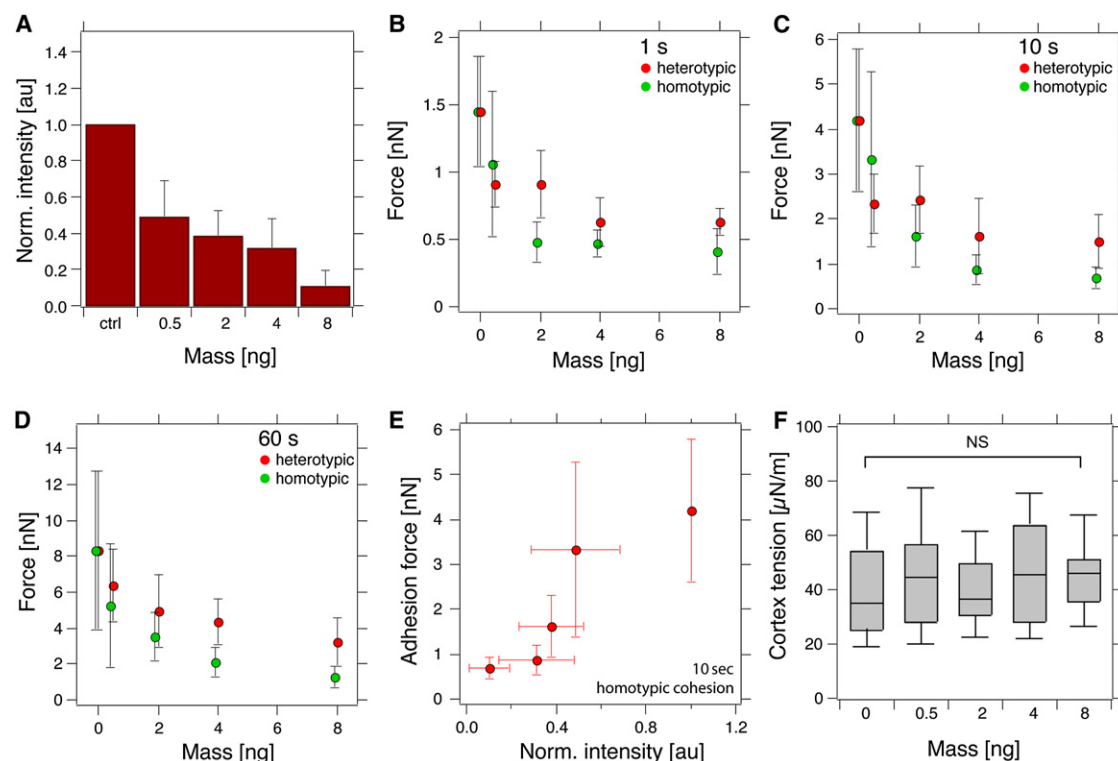 A
Norm. intensity [au]
1.4
1.2
1.0
0.8
0.6
0.4
0.2
0.0
ctrl 0.5 2 4 8
Mass [ng]
B
1 s
heterotypic
homotypic
Force [nN]
2
1.5
1
0.5
0
0 2 4 6 8
Mass [ng]
C
10 s
heterotypic
homotypic
Force [nN]
6
5
4
3
2
1
0
0 2 4 6 8
Mass [ng]
D
60 s
heterotypic
homotypic
Force [nN]
14
12
10
8
6
4
2
0
0 2 4 6 8
Mass [ng]
E
Adhesion force [nN]
6
5
4
3
2
1
0
10 sec
homotypic cohesion
0.0 0.4 0.8 1.2
Norm. intensity [au]
F
NS
Cortex tension [µN/m]
100
80
60
40
20
0
0 0.5 2 4 8
Mass [ng]